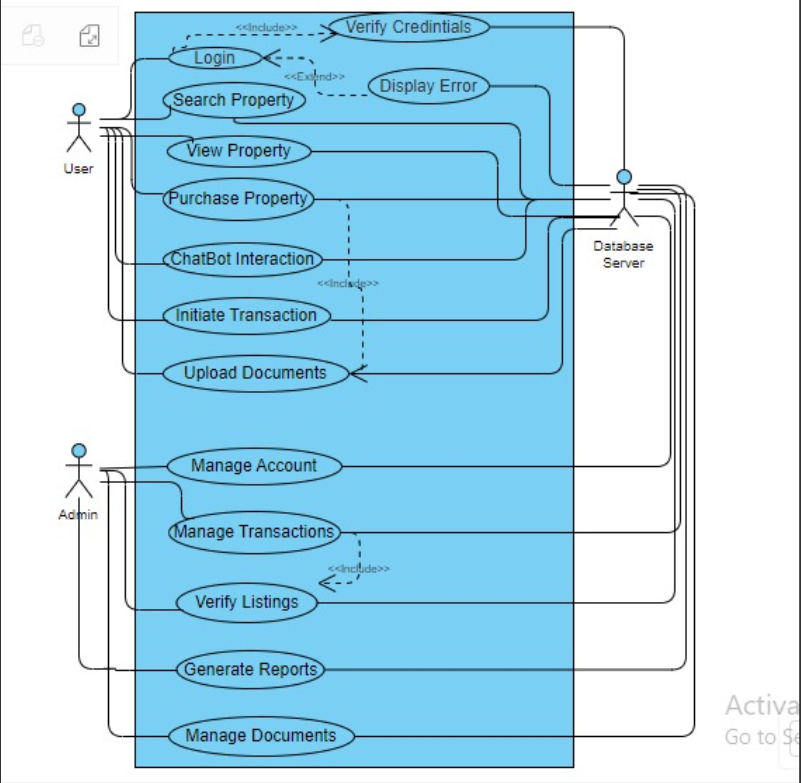 <<Include>>
Verify Credintials
Login
<<Extend>>
Display Error
Search Property
View Property
User
Purchase Property
Database
Server
ChatBot Interaction
<<Include>>
Initiate Transaction
Upload Documents
Manage Account
Admin
Manage Transactions
<<Include>>
Verify Listings
Generate Reports
Manage Documents
Activa
Go to Se